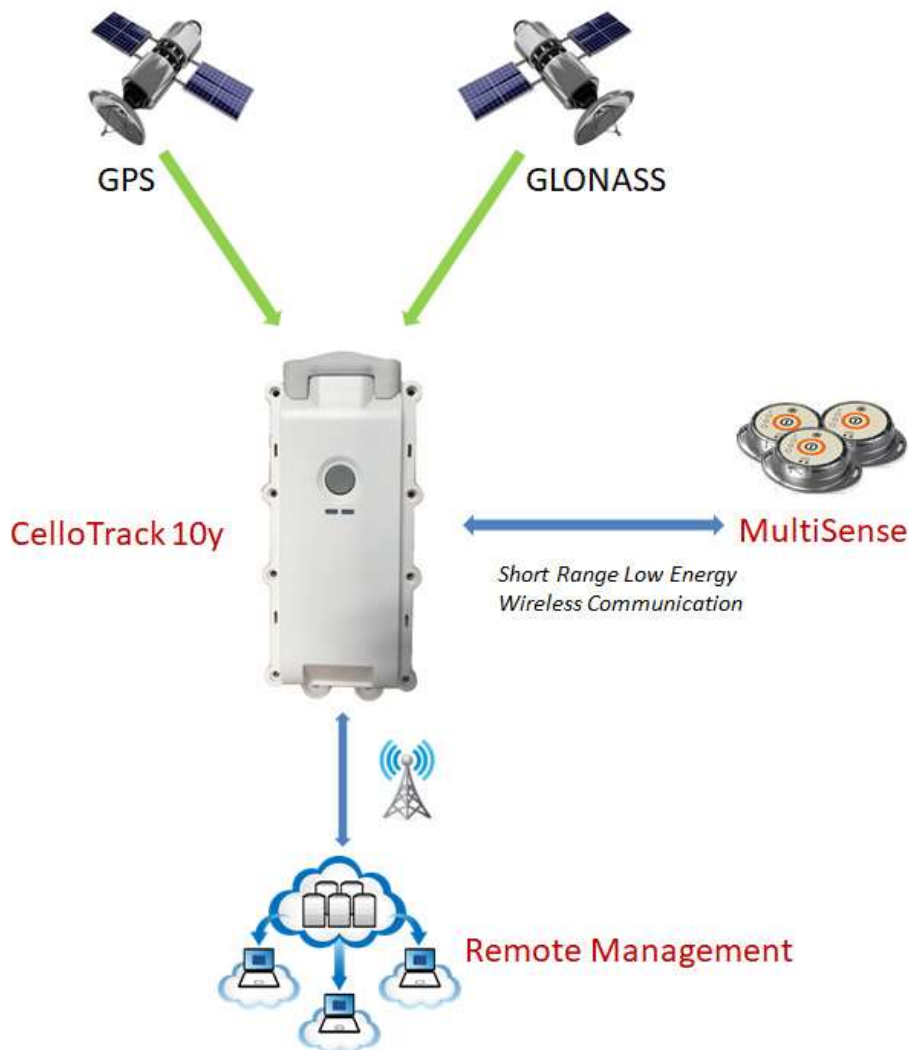 GPS
GLONASS
CelloTrack 10y
MultiSense
Short Range Low Energy
Wireless Communication
Remote Management